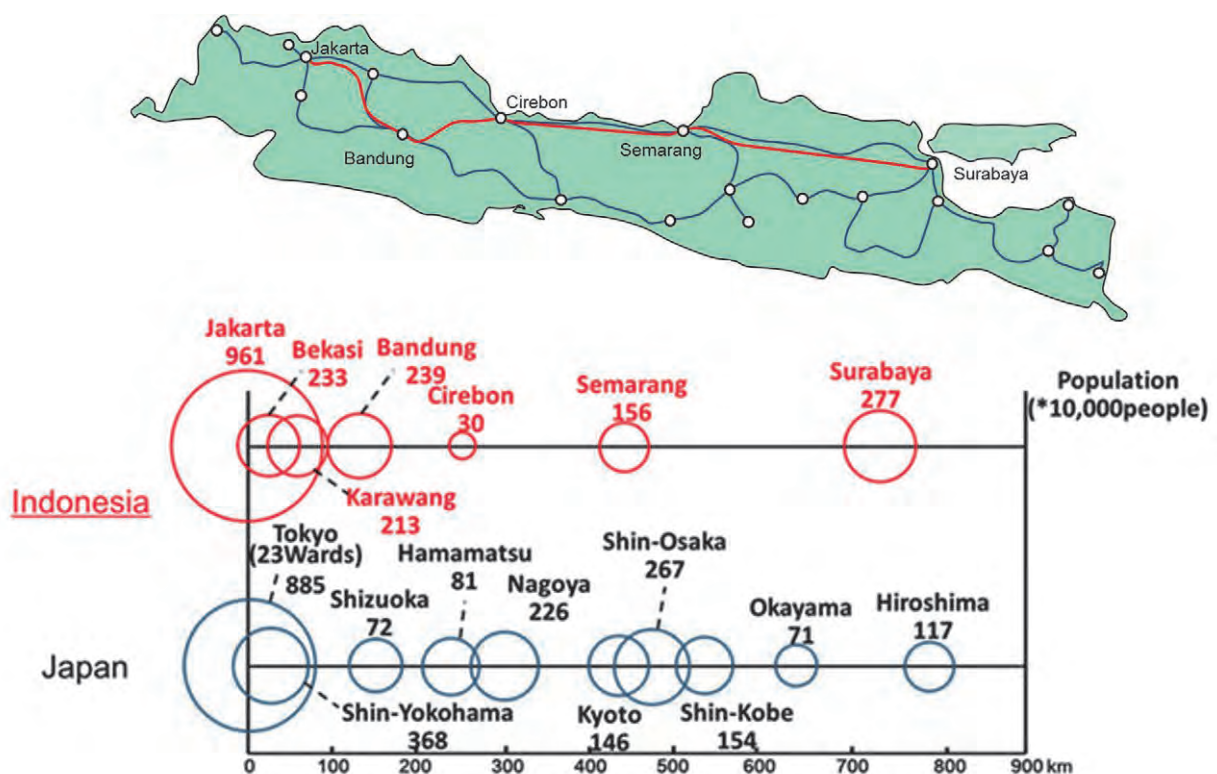 Jakarta
Cirebon
Bandung
Semarang
Surabaya
Jakarta
961
Bekasi
233
Bandung
239
Cirebon
30
Semarang
156
Surabaya
277
Population
(*10,000people)
Indonesia
Karawang
213
Tokyo
(23Wards)
885
Shizuoka
72
Hamamatsu
81
Nagoya
226
Shin-Osaka
267
Okayama
71
Hiroshima
117
Japan
Shin-Yokohama
368
Kyoto
146
Shin-Kobe
154
0 100 200 300 400 500 600 700 800 900 km